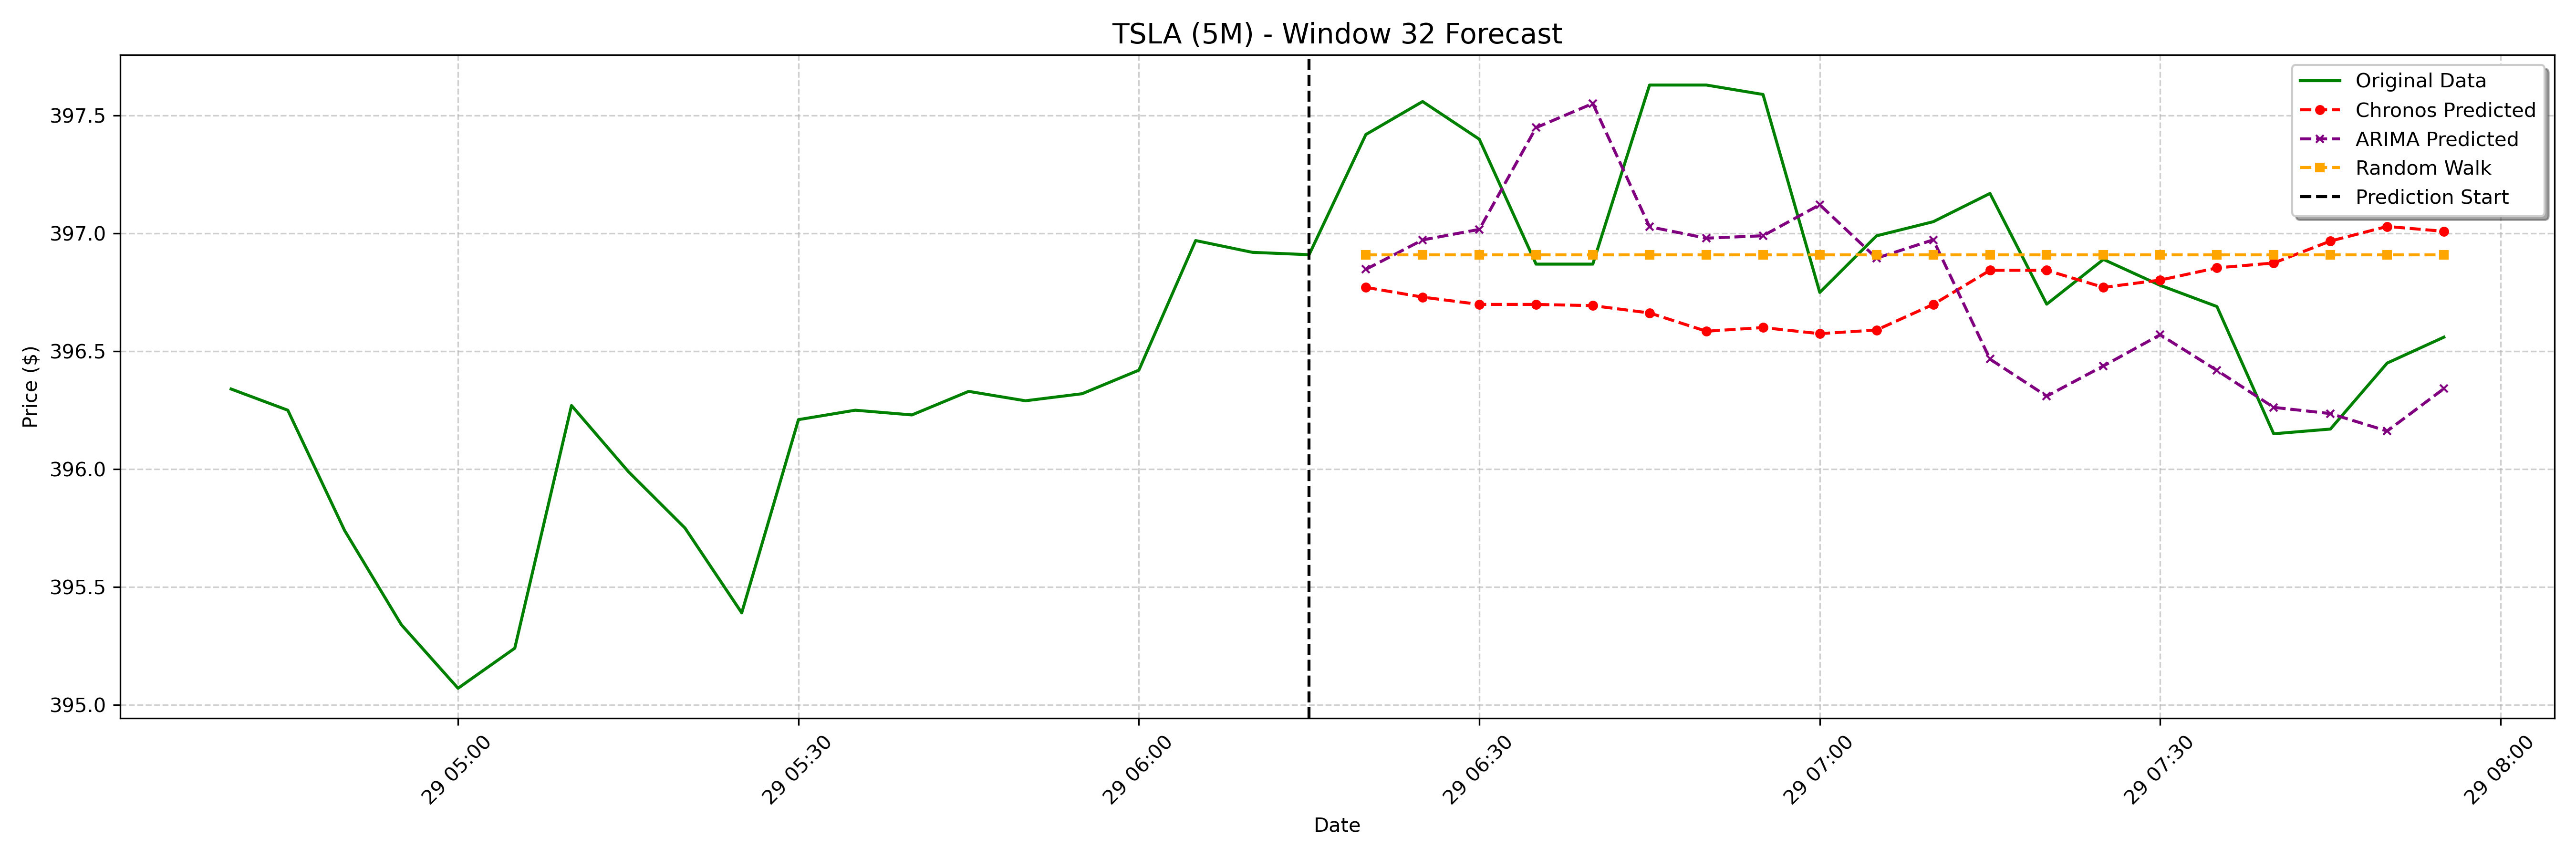 TSLA (5M) - Window 32 Forecast
Price ($)
397.5
397.0
396.5
396.0
395.5
395.0
Original Data
Chronos Predicted
ARIMA Predicted
Random Walk
Prediction Start
29 05:00
29 05:30
29 06:00
29 06:30
29 07:00
29 07:30
29 08:00
Date